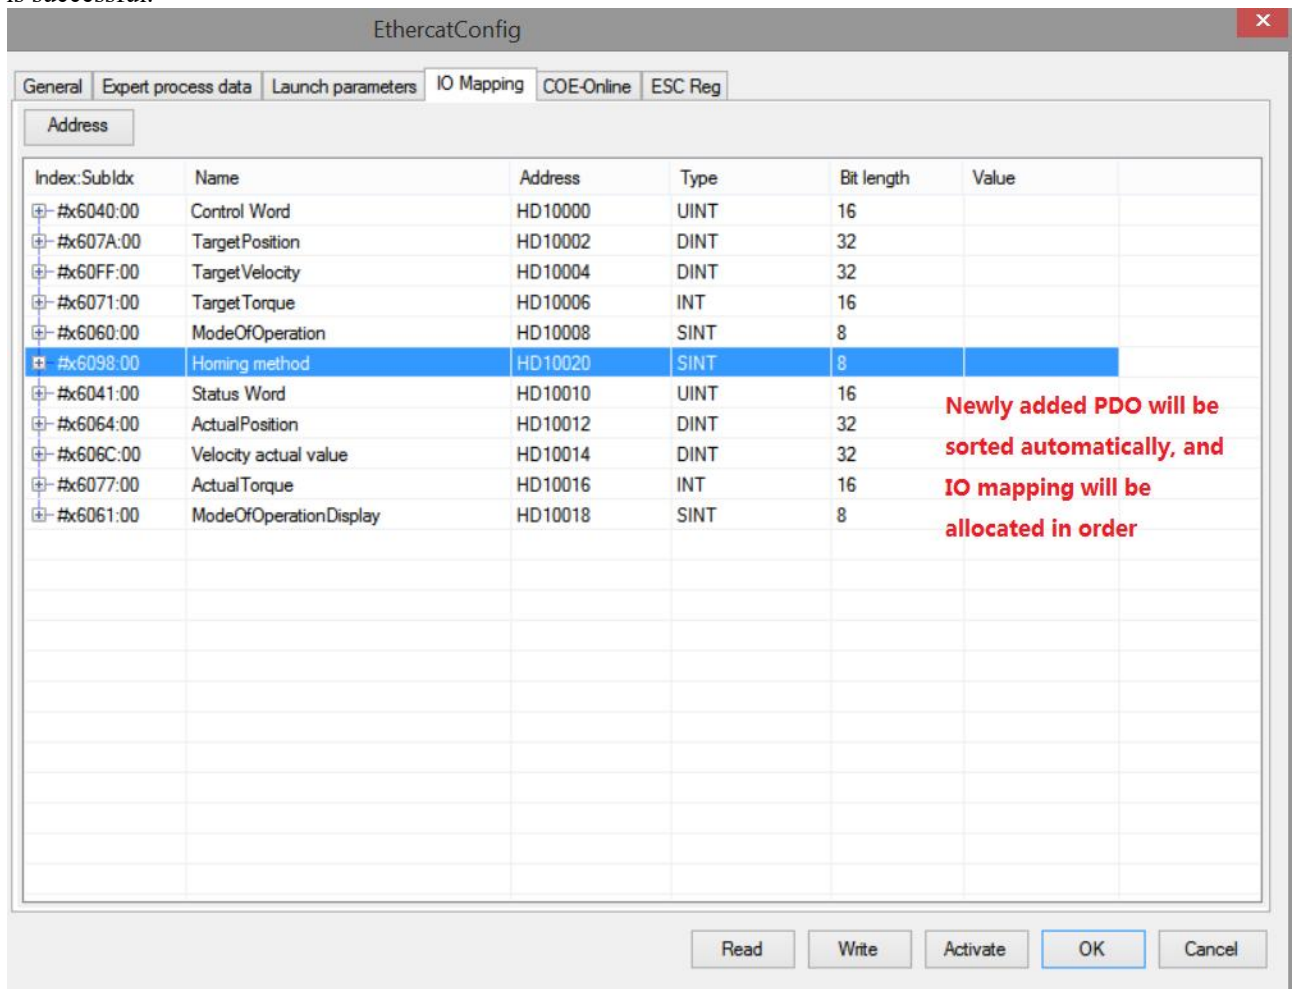 is successful.
EthercatConfig
General Expert process data Launch parameters IO Mapping COE-Online ESC Reg
Address
Index:SubIdx Name Address Type Bit length Value
#x6040:00 Control Word HD10000 UINT 16
#x607A:00 TargetPosition HD10002 DINT 32
#x60FF:00 TargetVelocity HD10004 DINT 32
#x6071:00 TargetTorque HD10006 INT 16
#x6060:00 ModeOfOperation HD10008 SINT 8
#x6098:00 Homing method HD10020 SINT 8
#x6041:00 Status Word HD10010 UINT 16
#x6064:00 ActualPosition HD10012 DINT 32
#x606C:00 Velocity actual value HD10014 DINT 32
#x6077:00 ActualTorque HD10016 INT 16
#x6061:00 ModeOfOperationDisplay HD10018 SINT 8
Newly added PDO will be
sorted automatically, and
IO mapping will be
allocated in order
Read Write Activate OK Cancel